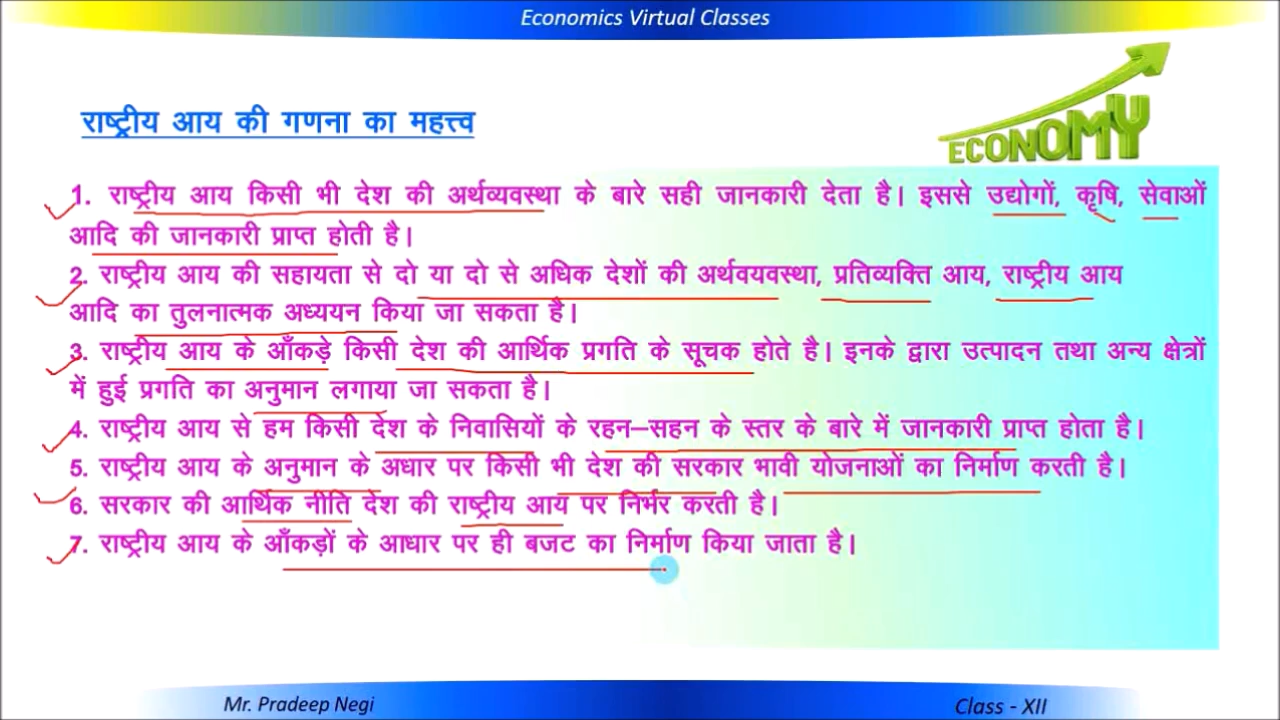 Economics Virtual Classes
राष्ट्रीय आय की गणना का महत्त्व
ECONOMY
1. राष्ट्रीय आय किसी भी देश की अर्थव्यवस्था के बारे सही जानकारी देता है। इससे उद्योगों, कृषि, सेवाओं
आदि की जानकारी प्राप्त होती है।
2. राष्ट्रीय आय की सहायता से दो या दो से अधिक देशों की अर्थवयवस्था, प्रतिव्यक्ति आय, राष्ट्रीय आय
आदि का तुलनात्मक अध्ययन किया जा सकता है।
3. राष्ट्रीय आय के आँकड़े किसी देश की आर्थिक प्रगति के सूचक होते है। इनके द्वारा उत्पादन तथा अन्य क्षेत्रों
में हुई प्रगति का अनुमान लगाया जा सकता है।
4. राष्ट्रीय आय से हम किसी देश के निवासियों के रहन–सहन के स्तर के बारे में जानकारी प्राप्त होता है।
5. राष्ट्रीय आय के अनुमान के अधार पर किसी भी देश की सरकार भावी योजनाओं का निर्माण करती है।
6. सरकार की आर्थिक नीति देश की राष्ट्रीय आय पर निर्भर करती है।
7. राष्ट्रीय आय के आँकड़ों के आधार पर ही बजट का निर्माण किया जाता है।
Mr. Pradeep Negi
Class - XII